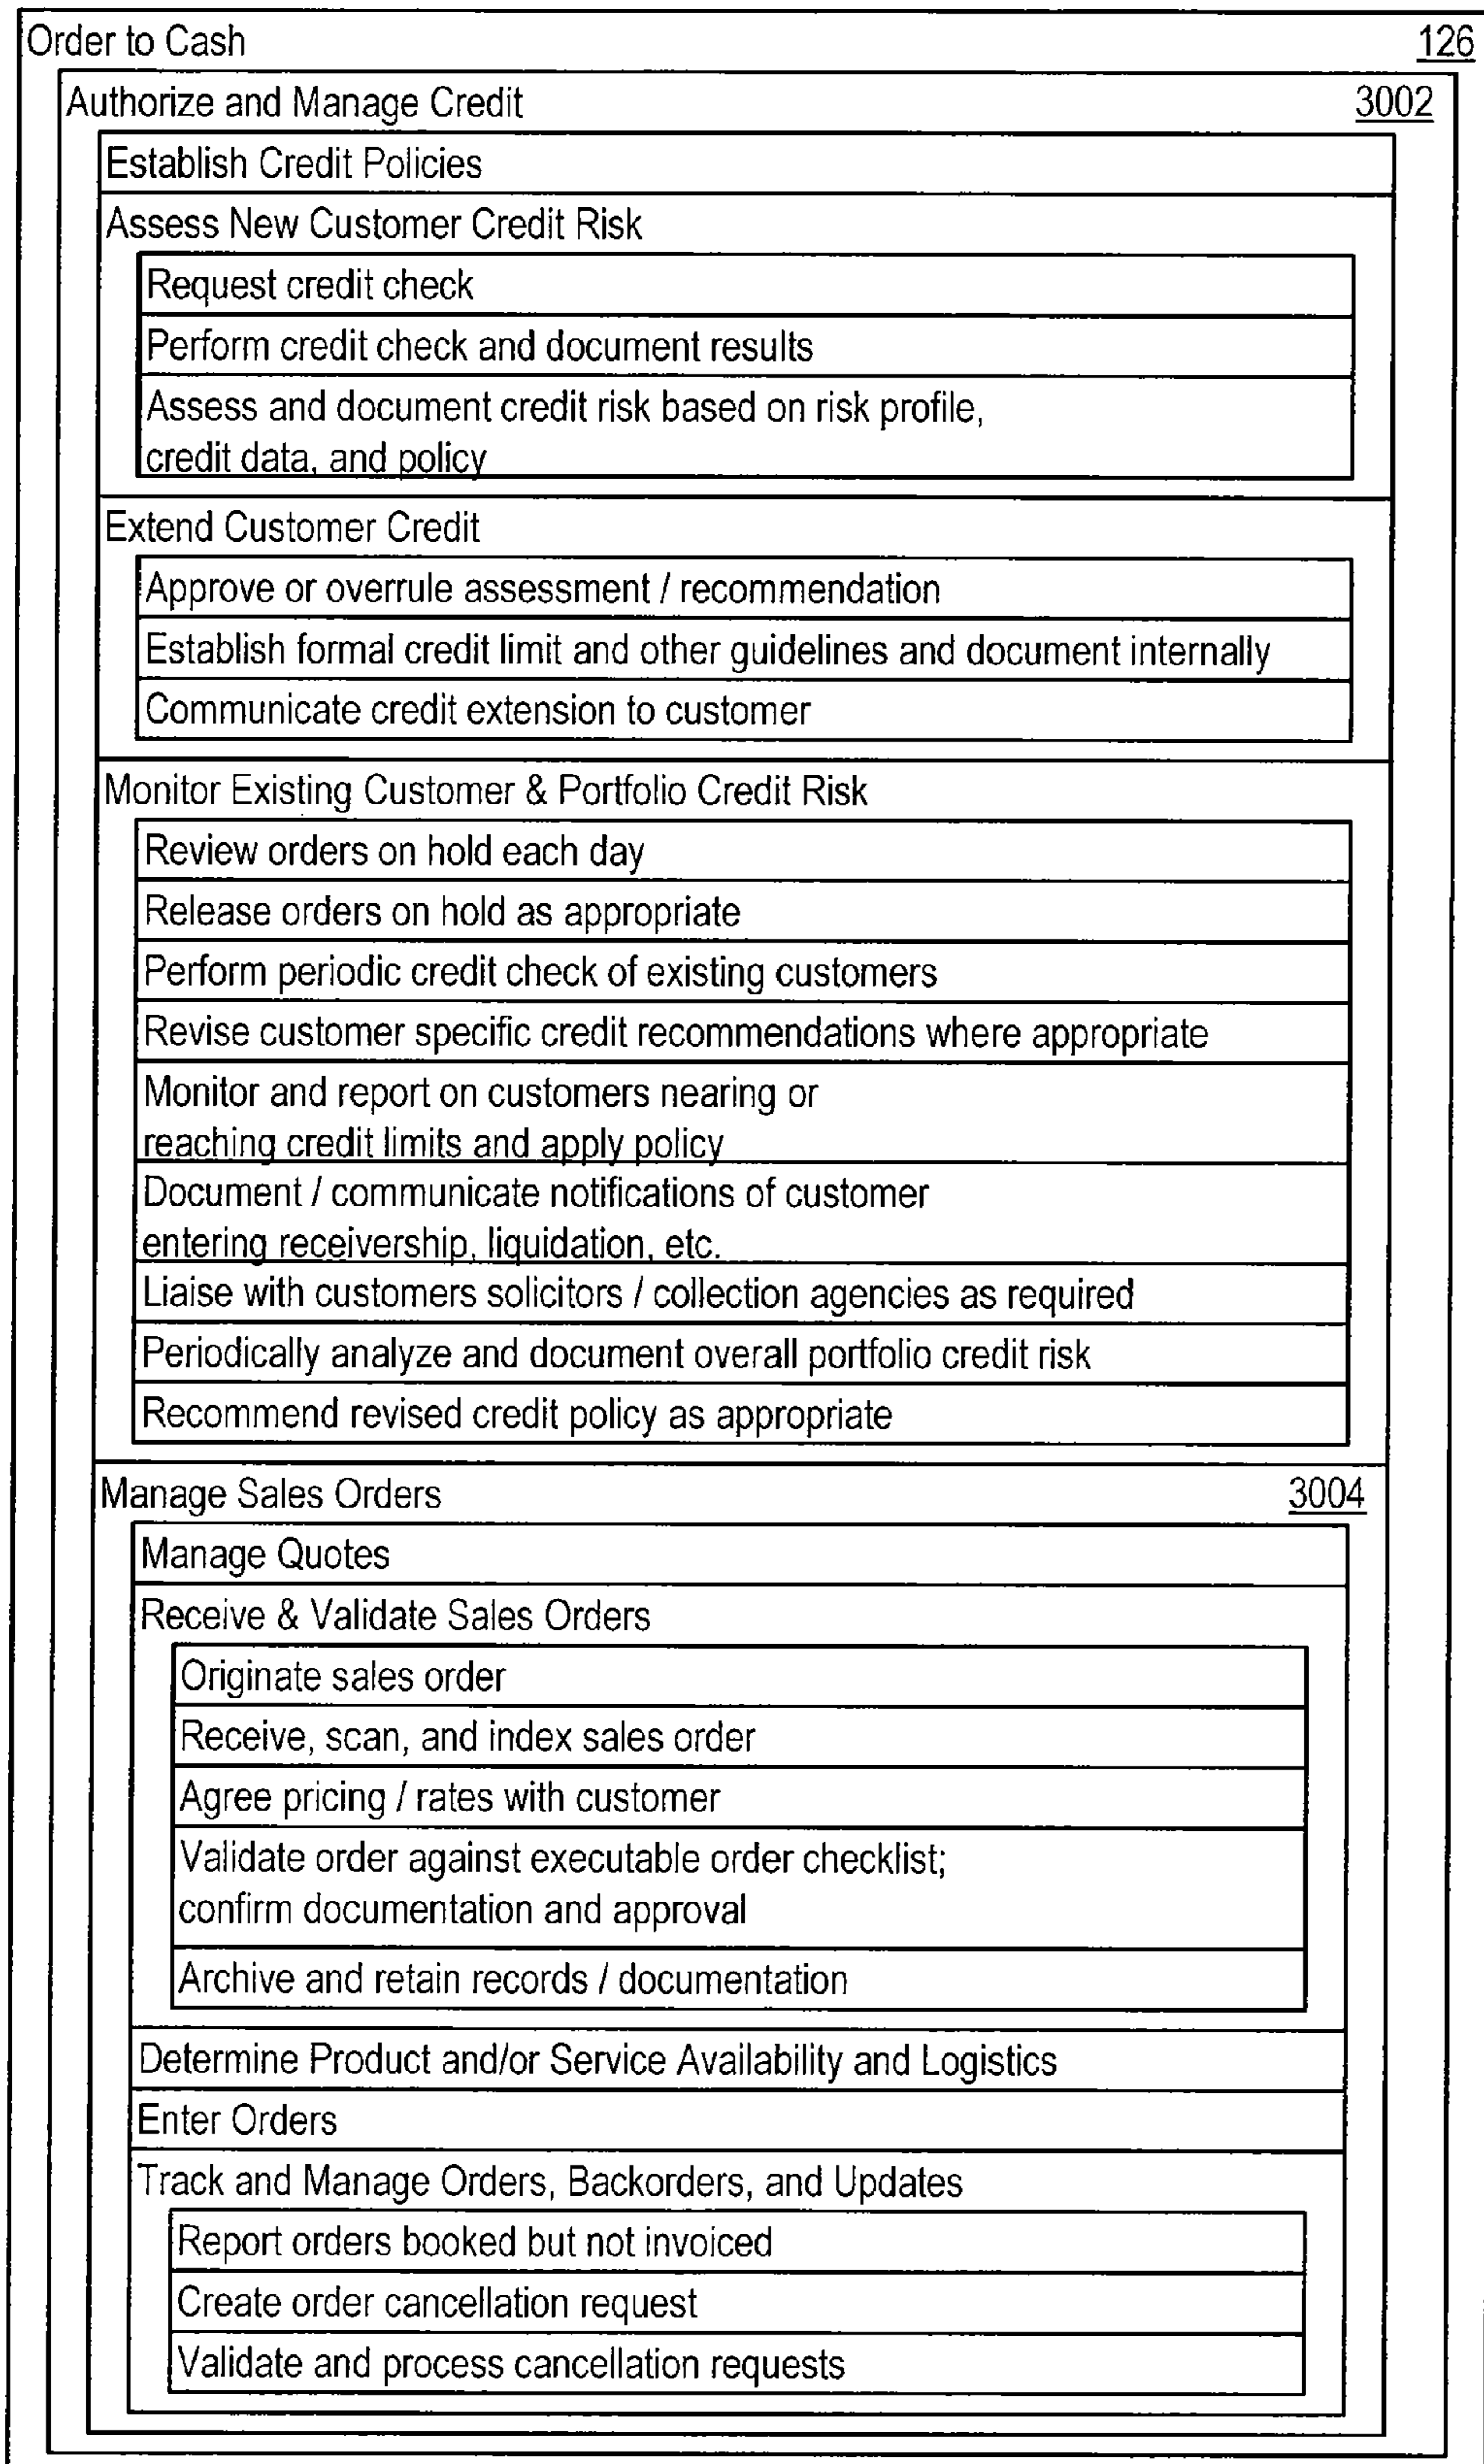 Order to Cash 126
Authorize and Manage Credit 3002
Establish Credit Policies
Assess New Customer Credit Risk
Request credit check
Perform credit check and document results
Assess and document credit risk based on risk profile,
credit data, and policy
Extend Customer Credit
Approve or overrule assessment / recommendation
Establish formal credit limit and other guidelines and document internally
Communicate credit extension to customer
Monitor Existing Customer & Portfolio Credit Risk
Review orders on hold each day
Release orders on hold as appropriate
Perform periodic credit check of existing customers
Revise customer specific credit recommendations where appropriate
Monitor and report on customers nearing or
reaching credit limits and apply policy
Document / communicate notifications of customer
entering receivership, liquidation, etc.
Liaise with customers solicitors / collection agencies as required
Periodically analyze and document overall portfolio credit risk
Recommend revised credit policy as appropriate
Manage Sales Orders 3004
Manage Quotes
Receive & Validate Sales Orders
Originate sales order
Receive, scan, and index sales order
Agree pricing / rates with customer
Validate order against executable order checklist;
confirm documentation and approval
Archive and retain records / documentation
Determine Product and/or Service Availability and Logistics
Enter Orders
Track and Manage Orders, Backorders, and Updates
Report orders booked but not invoiced
Create order cancellation request
Validate and process cancellation requests